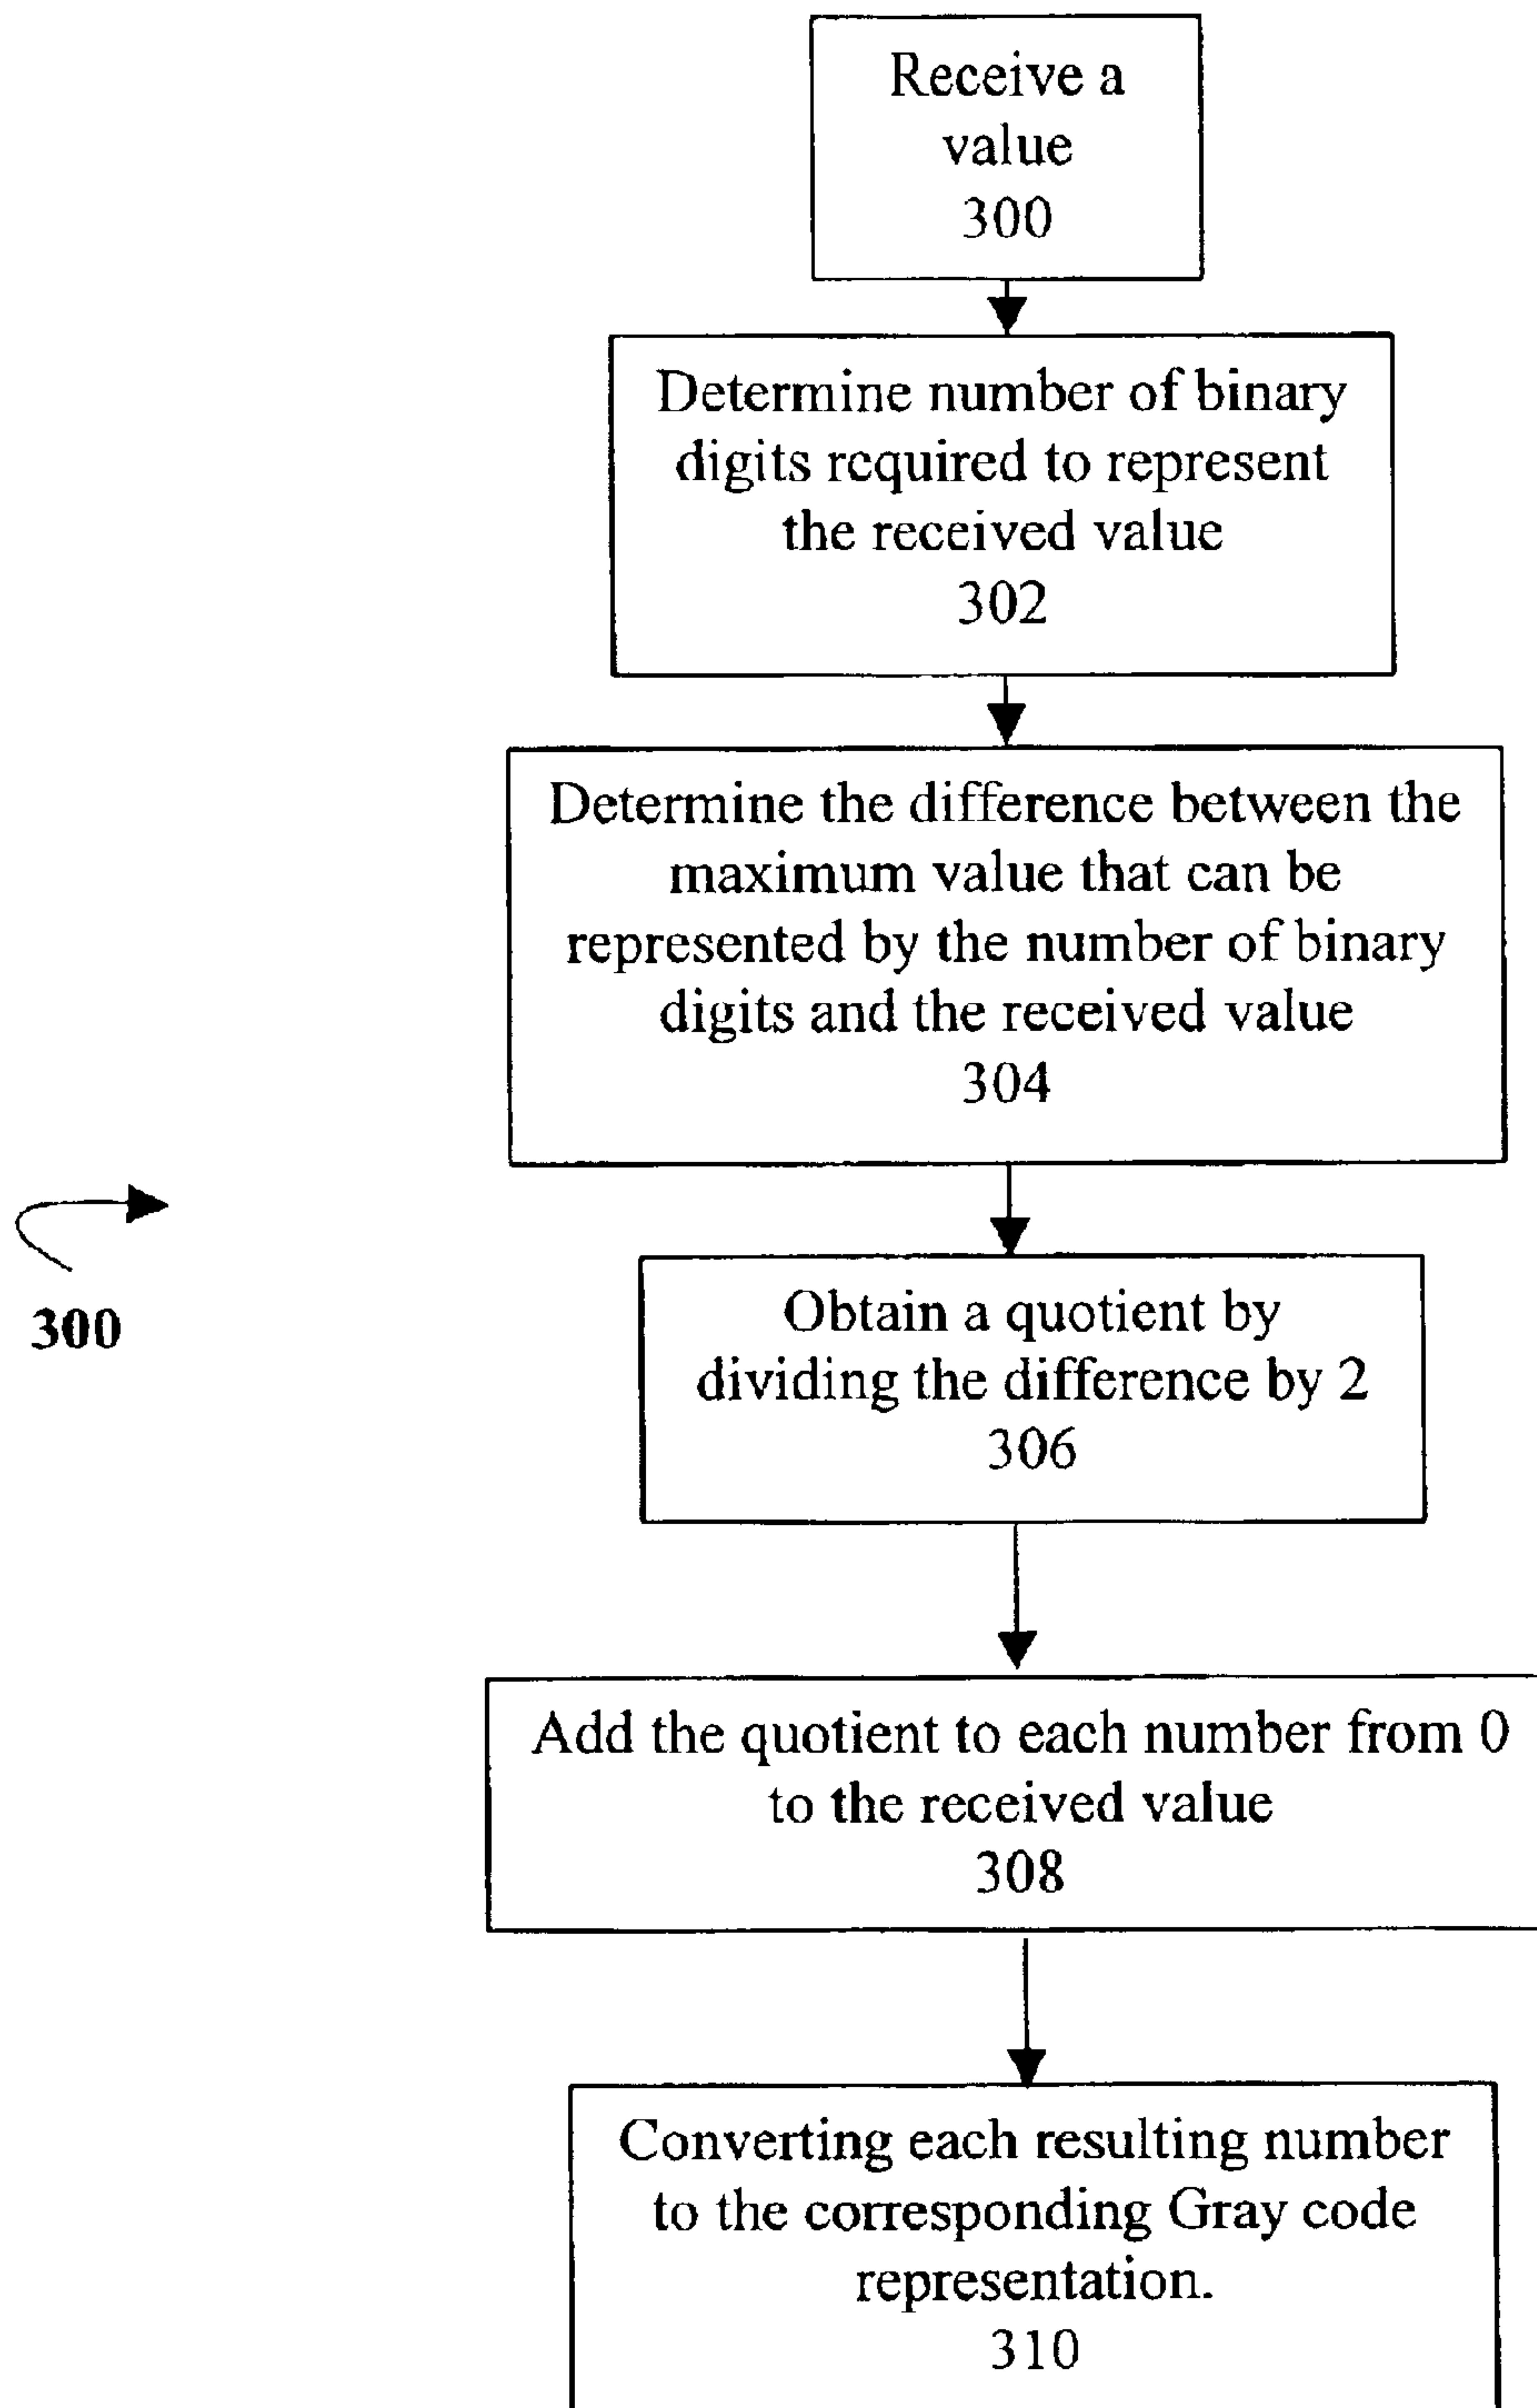 Receive a
value
300
Determine number of binary
digits required to represent
the received value
302
Determine the difference between the
maximum value that can be
represented by the number of binary
digits and the received value
304
300
Obtain a quotient by
dividing the difference by 2
306
Add the quotient to each number from 0
to the received value
308
Converting each resulting number
to the corresponding Gray code
representation.
310